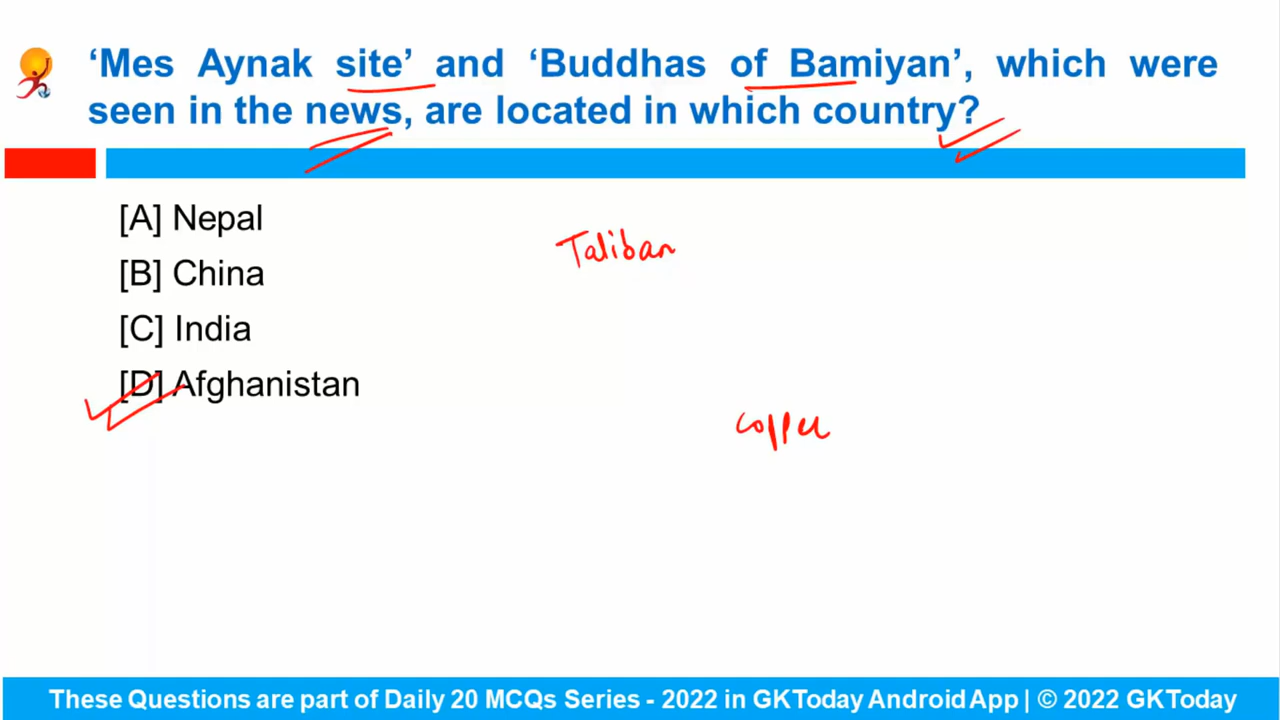 ‘Mes Aynak site’ and ‘Buddhas of Bamiyan’, which were
seen in the news, are located in which country?
[A] Nepal
Taliban
[B] China
[C] India
[D] Afghanistan
Copper
These Questions are part of Daily 20 MCQs Series - 2022 in GKToday Android App | © 2022 GKToday